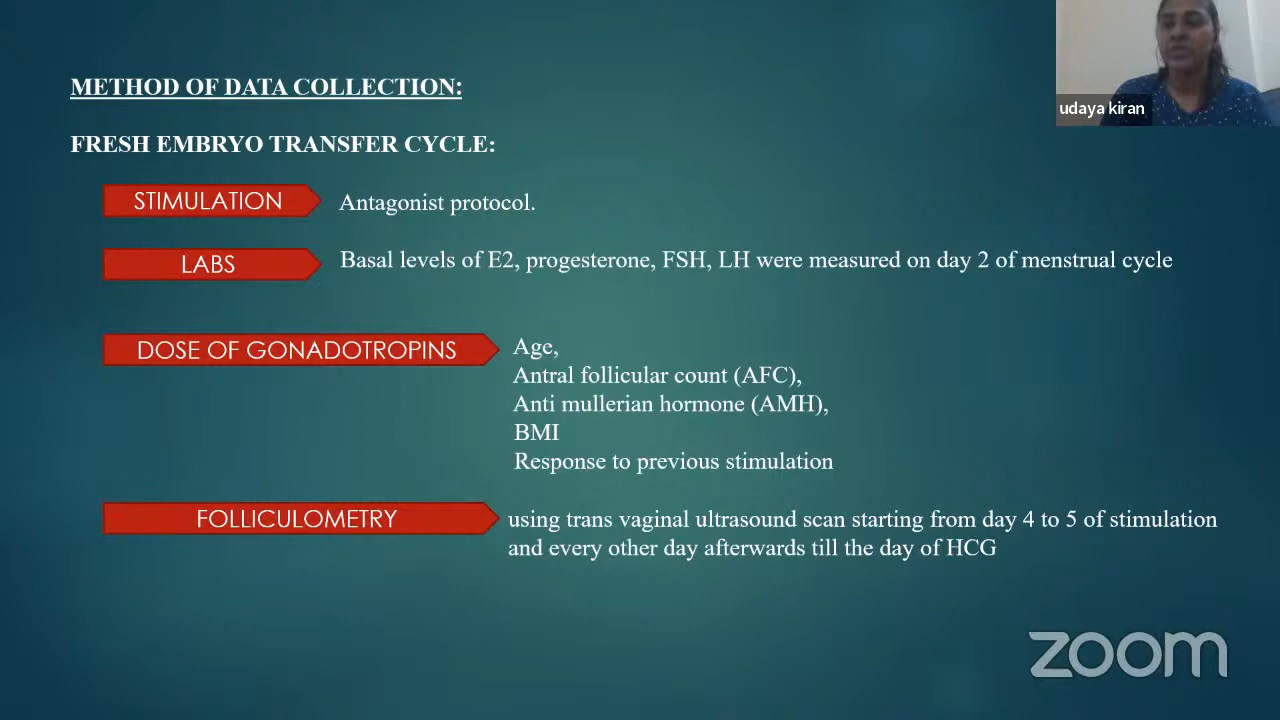 METHOD OF DATA COLLECTION:
udaya kiran
FRESH EMBRYO TRANSFER CYCLE:
STIMULATION
Antagonist protocol.
LABS
Basal levels of E2, progesterone, FSH, LH were measured on day 2 of menstrual cycle
DOSE OF GONADOTROPINS
Age,
Antral follicular count (AFC),
Anti mullerian hormone (AMH),
BMI
Response to previous stimulation
FOLLICULOMETRY
using trans vaginal ultrasound scan starting from day 4 to 5 of stimulation
and every other day afterwards till the day of HCG
zoom